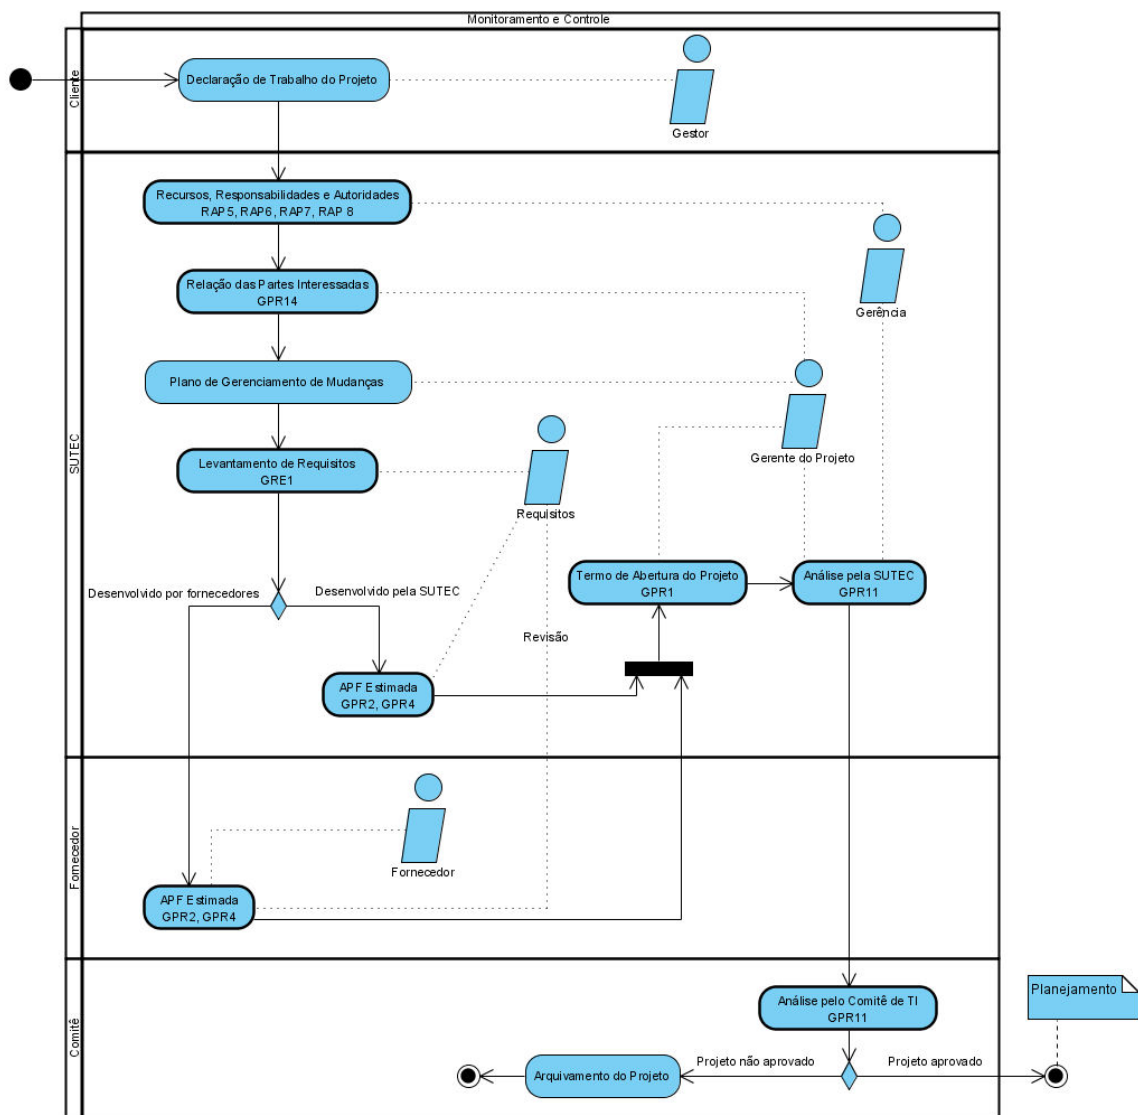 Monitoramento e Controle
Cliente
Declaração de Trabalho do Projeto
Gestor
SUTEC
Recursos, Responsabilidades e Autoridades
RAP5, RAP6, RAP7, RAP 8
Gerência
Relação das Partes Interessadas
GPR14
Plano de Gerenciamento de Mudanças
Gerente do Projeto
Levantamento de Requisitos
GRE1
Requisitos
Desenvolvido por fornecedores
Desenvolvido pela SUTEC
Termo de Abertura do Projeto
GPR1
Análise pela SUTEC
GPR11
Revisão
APF Estimada
GPR2, GPR4
Fornecedor
Fornecedor
APF Estimada
GPR2, GPR4
Comitê
Análise pelo Comitê de TI
GPR11
Planejamento
Projeto não aprovado
Projeto aprovado
Arquivamento do Projeto